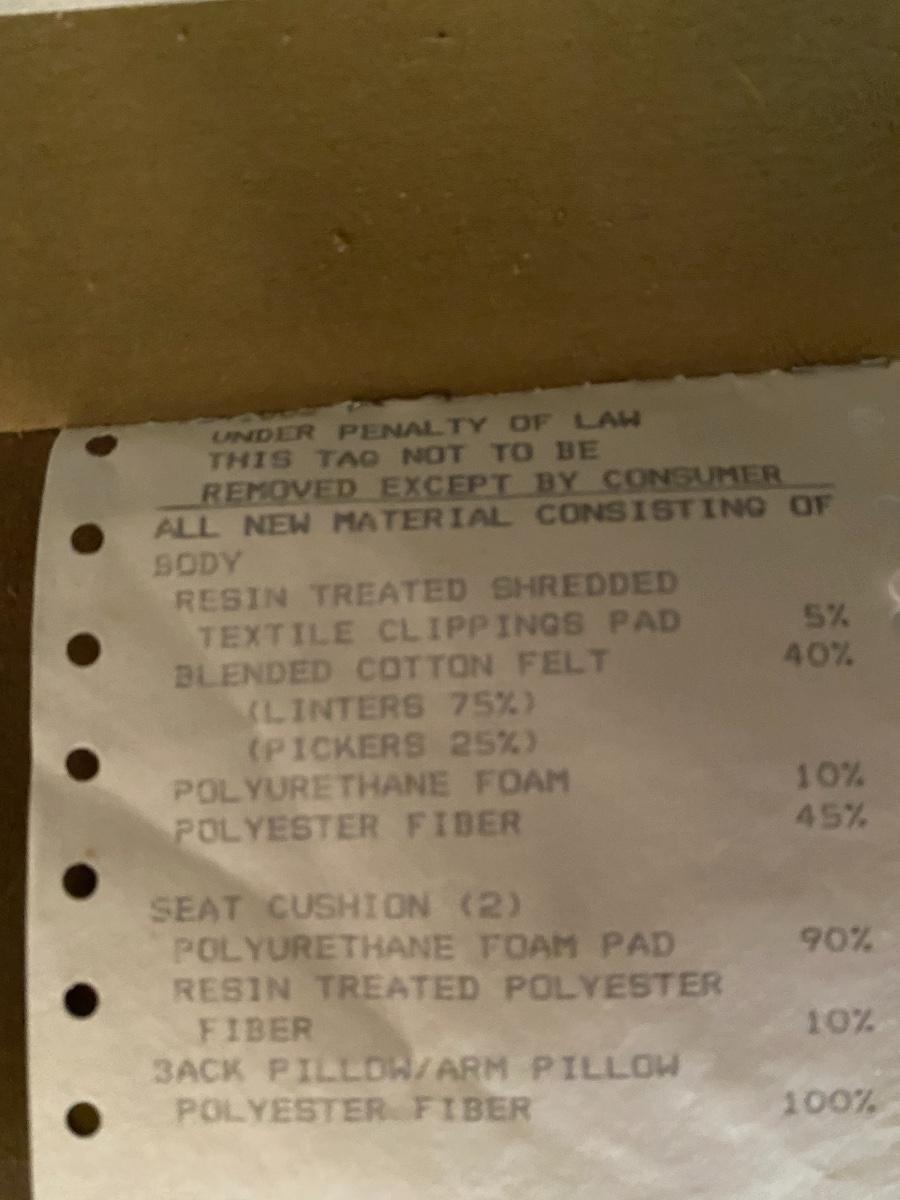 UNDER PENALTY OF LAW
THIS TAG NOT TO BE
REMOVED EXCEPT BY CONSUMER
ALL NEW MATERIAL CONSISTING OF
BODY
RESIN TREATED SHREDDED
TEXTILE CLIPPINGS PAD 5%
BLENDED COTTON FELT 40%
(LINTERS 75%)
(PICKERS 25%)
POLYURETHANE FOAM 10%
POLYESTER FIBER 45%
SEAT CUSHION (2)
POLYURETHANE FOAM PAD 90%
RESIN TREATED POLYESTER
FIBER 10%
BACK PILLOW/ARM PILLOW
POLYESTER FIBER 100%